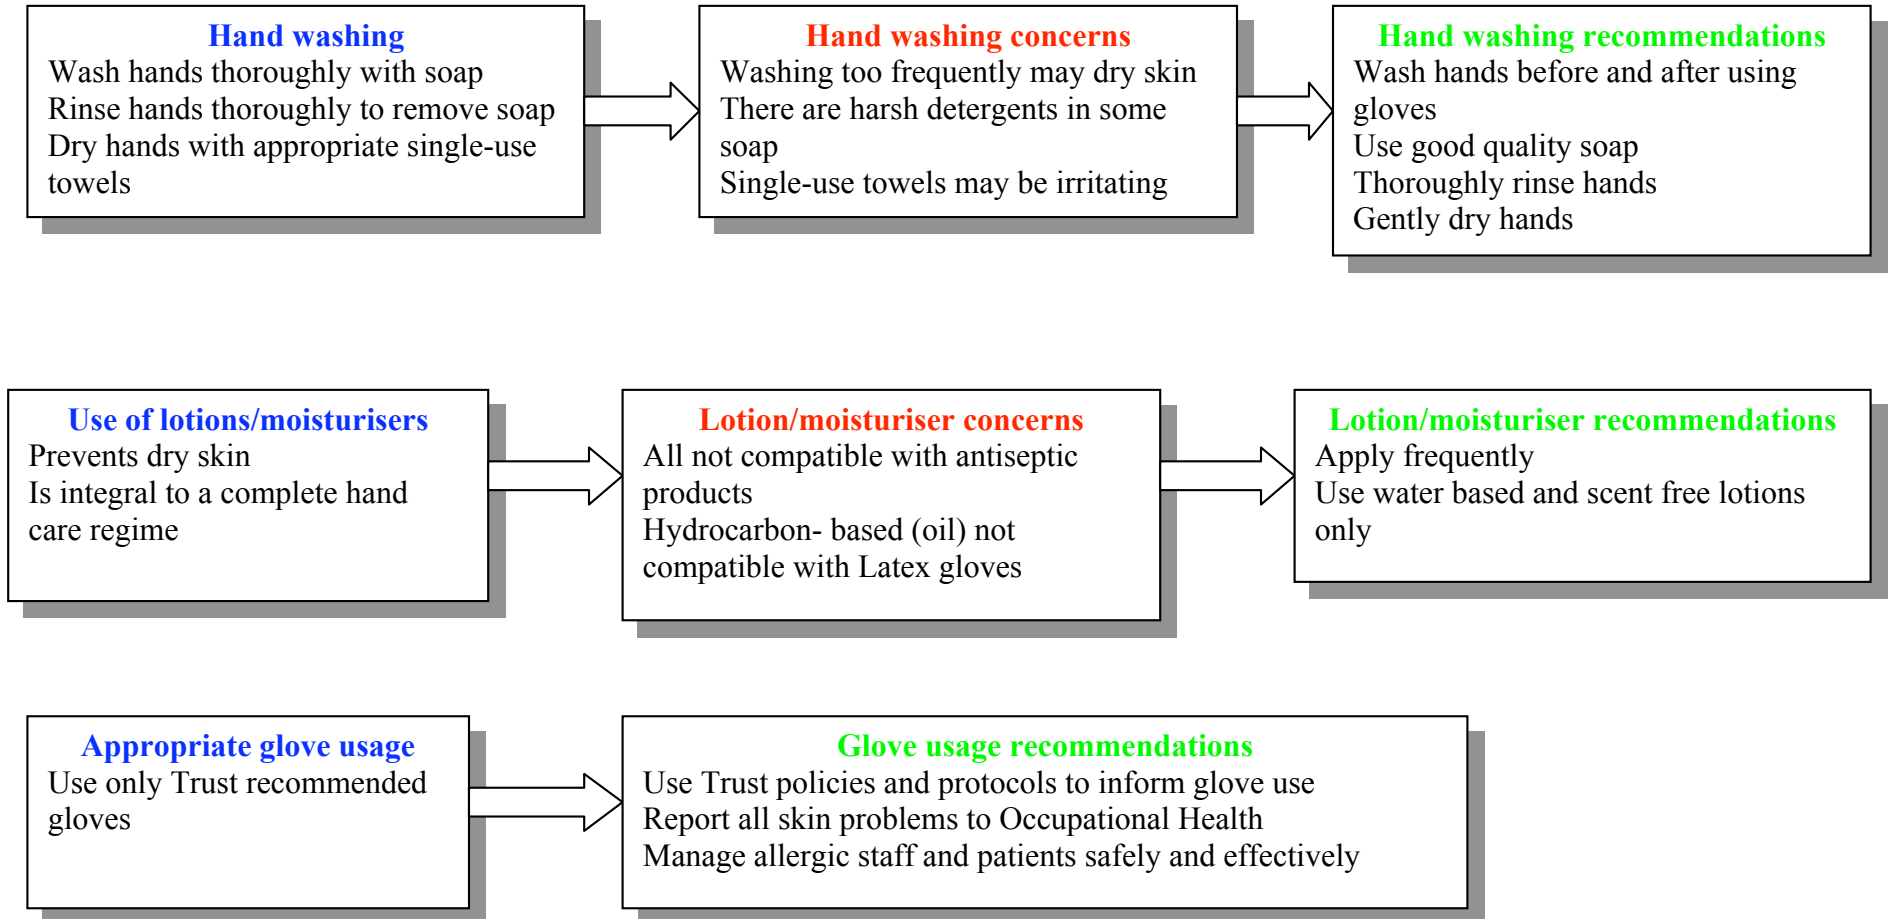 Hand washing
Wash hands thoroughly with soap
Rinse hands thoroughly to remove soap
Dry hands with appropriate single-use
towels
Hand washing concerns
Washing too frequently may dry skin
There are harsh detergents in some
soap
Single-use towels may be irritating
Hand washing recommendations
Wash hands before and after using
gloves
Use good quality soap
Thoroughly rinse hands
Gently dry hands
Use of lotions/moisturisers
Prevents dry skin
Is integral to a complete hand
care regime
Lotion/moisturiser concerns
All not compatible with antiseptic
products
Hydrocarbon- based (oil) not
compatible with Latex gloves
Lotion/moisturiser recommendations
Apply frequently
Use water based and scent free lotions
only
Appropriate glove usage
Use only Trust recommended
gloves
Glove usage recommendations
Use Trust policies and protocols to inform glove use
Report all skin problems to Occupational Health
Manage allergic staff and patients safely and effectively